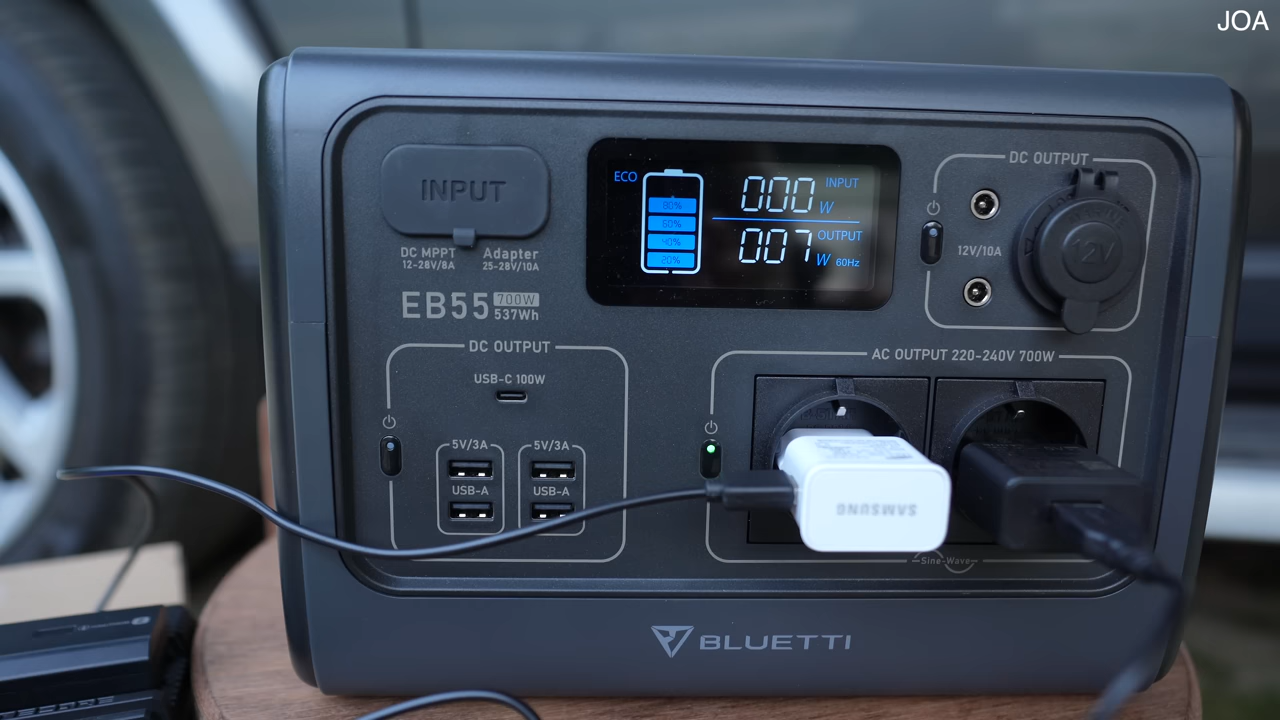 JOA
INPUT
DC MPPT
12-28V/8A
Adapter
25-28V/10A
EB55
700W
537Wh
ECO
80%
60%
40%
20%
000 W INPUT
007 W OUTPUT
60Hz
DC OUTPUT
12V/10A
12V
DC OUTPUT
USB-C 100W
5V/3A
5V/3A
USB-A
USB-A
AC OUTPUT 220-240V 700W
SAMSUNG
Sine-Wave
BLUETTI